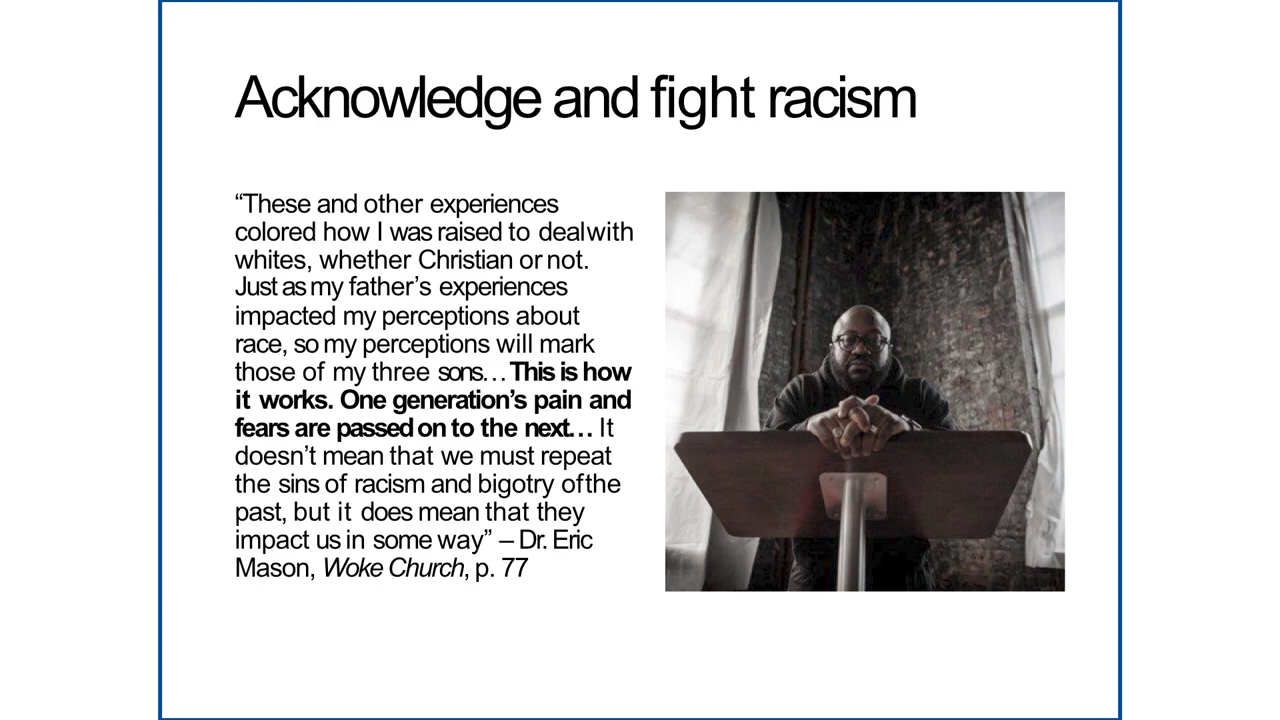 Acknowledge and fight racism
“These and other experiences
colored how I was raised to deal with
whites, whether Christian or not.
Just as my father’s experiences
impacted my perceptions about
race, so my perceptions will mark
those of my three sons… This is how
it works. One generation’s pain and
fears are passed on to the next… It
doesn’t mean that we must repeat
the sins of racism and bigotry of the
past, but it does mean that they
impact us in some way” – Dr. Eric
Mason, Woke Church, p. 77